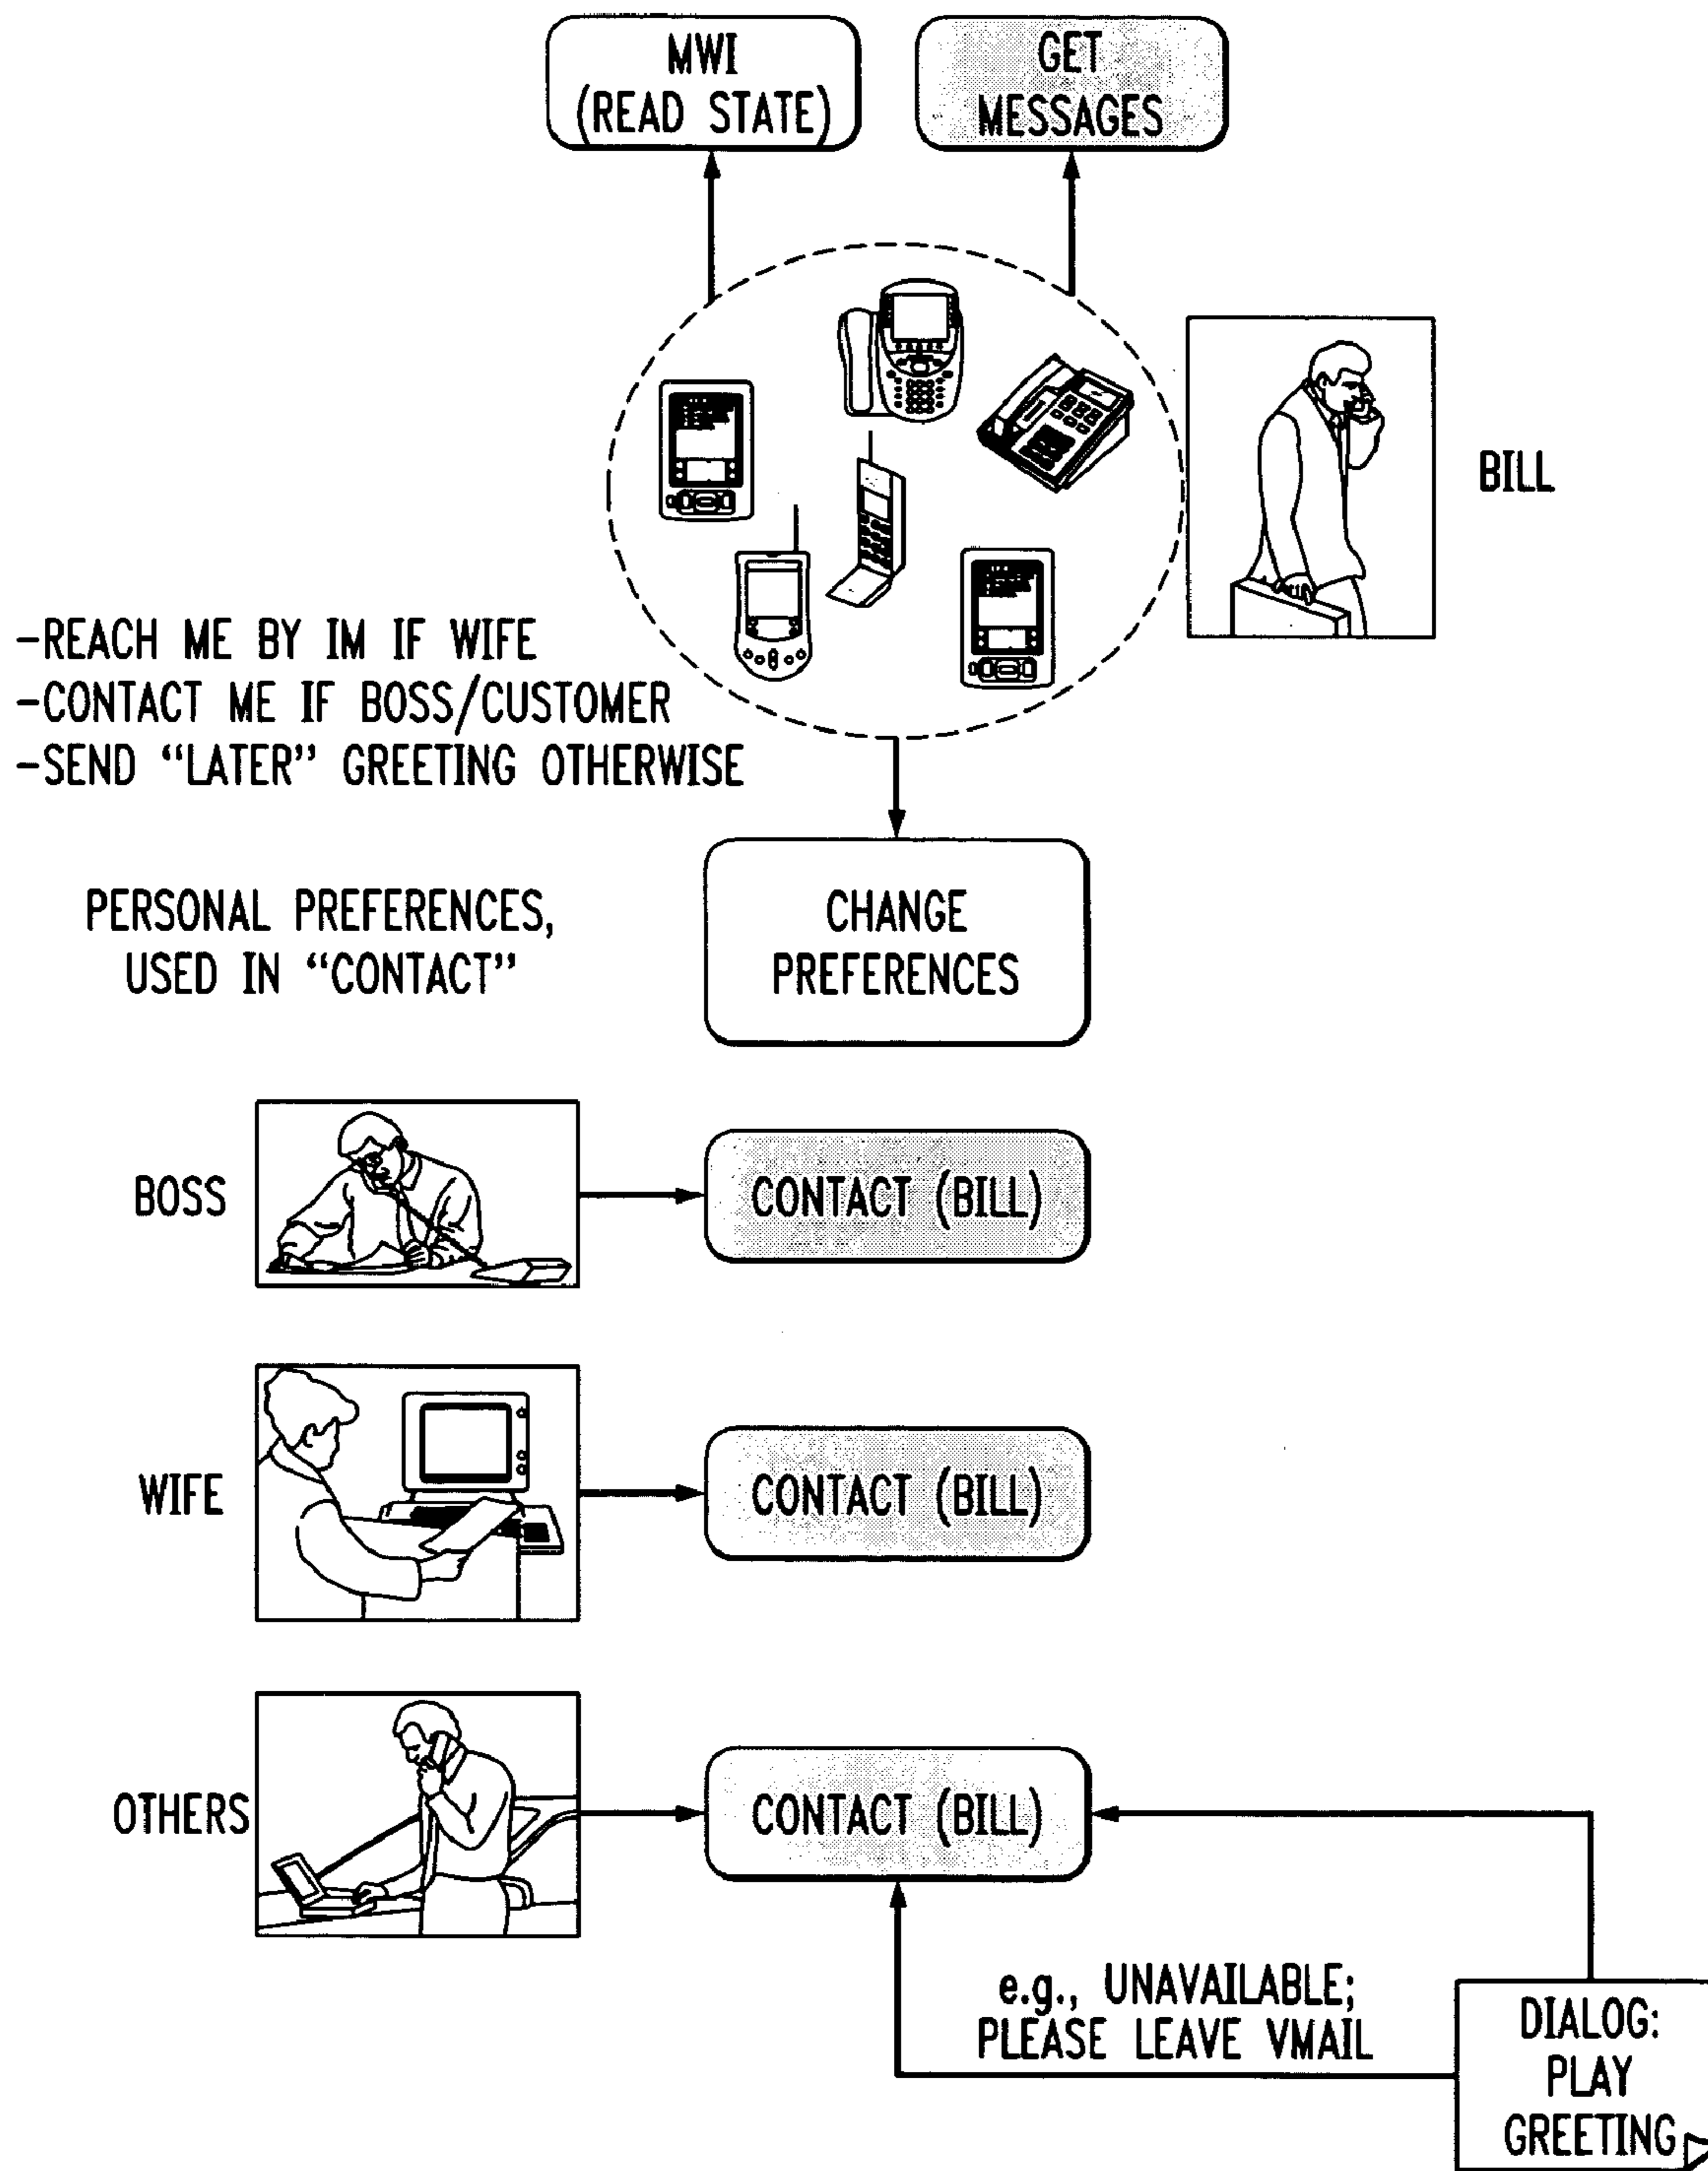 MWI
(READ STATE)
GET
MESSAGES
BILL
-REACH ME BY IM IF WIFE
-CONTACT ME IF BOSS/CUSTOMER
-SEND “LATER” GREETING OTHERWISE
PERSONAL PREFERENCES,
USED IN “CONTACT”
CHANGE
PREFERENCES
BOSS
CONTACT (BILL)
WIFE
CONTACT (BILL)
OTHERS
CONTACT (BILL)
e.g., UNAVAILABLE;
PLEASE LEAVE VMAIL
DIALOG:
PLAY
GREETING